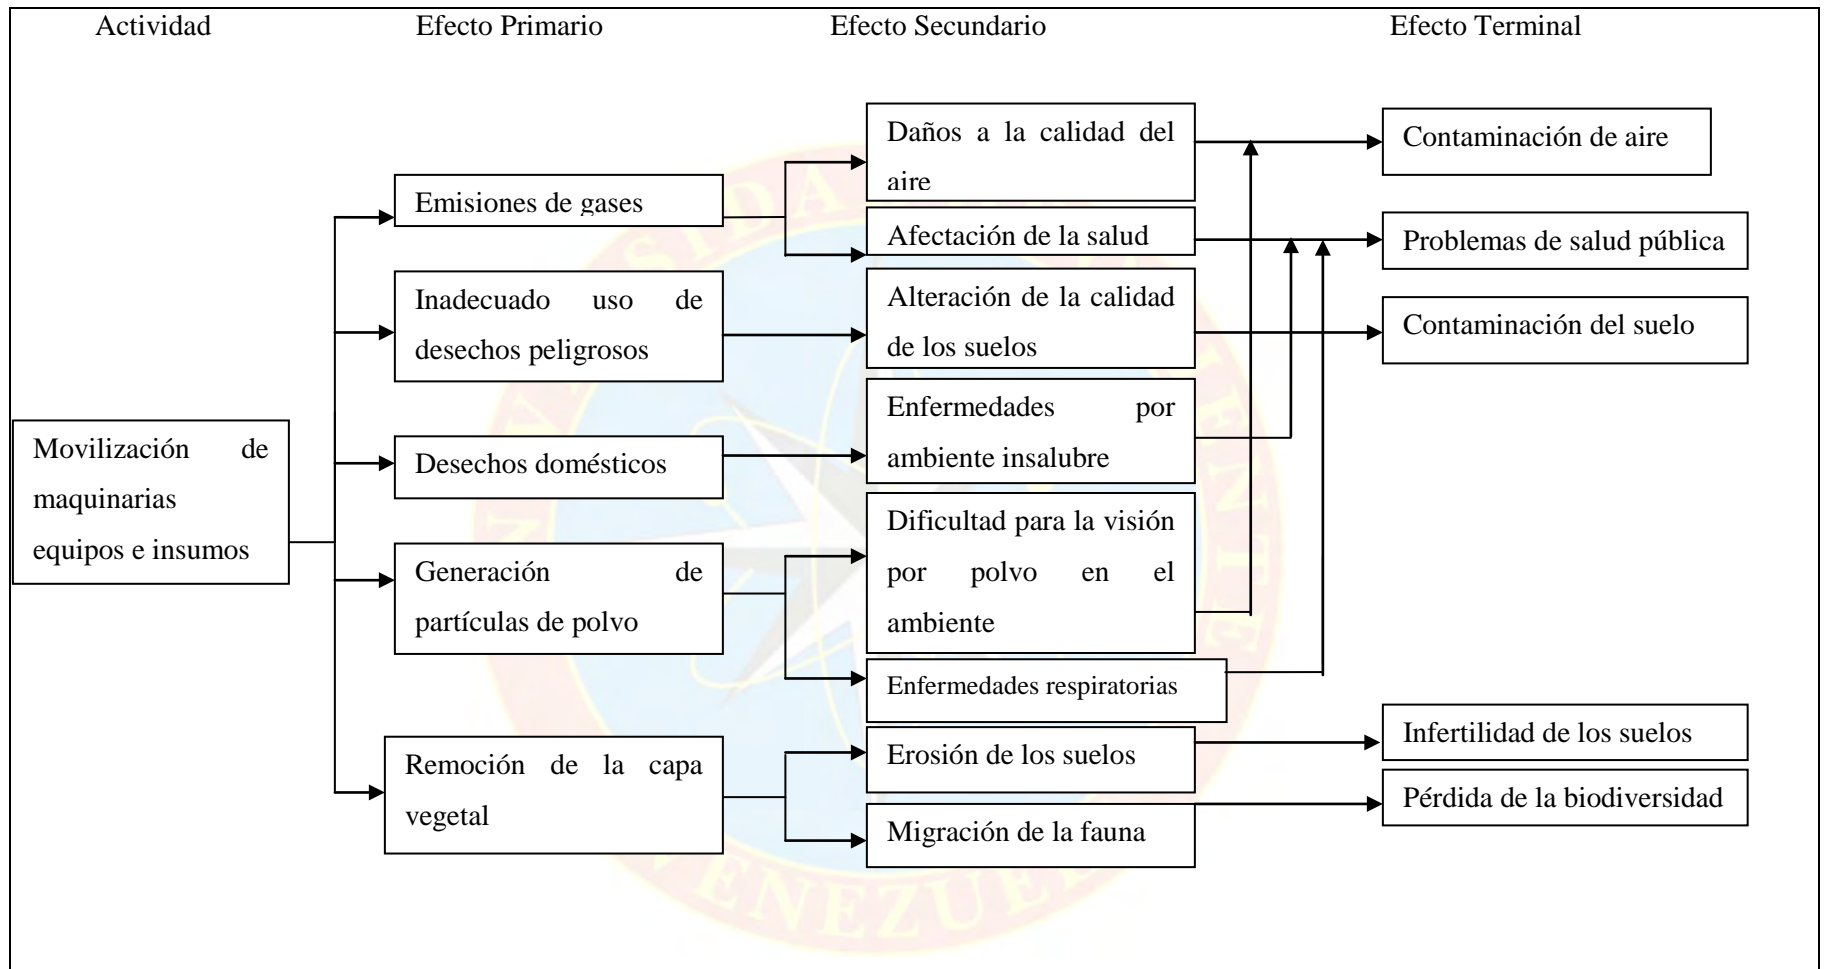 Actividad Efecto Primario Efecto Secundario Efecto Terminal
Movilización de
maquinarias
equipos e insumos
Emisiones de gases
Inadecuado uso de
desechos peligrosos
Desechos domésticos
Generación de
partículas de polvo
Remoción de la capa
vegetal
Daños a la calidad del
aire
Afectación de la salud
Alteración de la calidad
de los suelos
Enfermedades por
ambiente insalubre
Dificultad para la visión
por polvo en el
ambiente
Enfermedades respiratorias
Erosión de los suelos
Migración de la fauna
Contaminación de aire
Problemas de salud pública
Contaminación del suelo
Infertilidad de los suelos
Pérdida de la biodiversidad
VENEZUELA